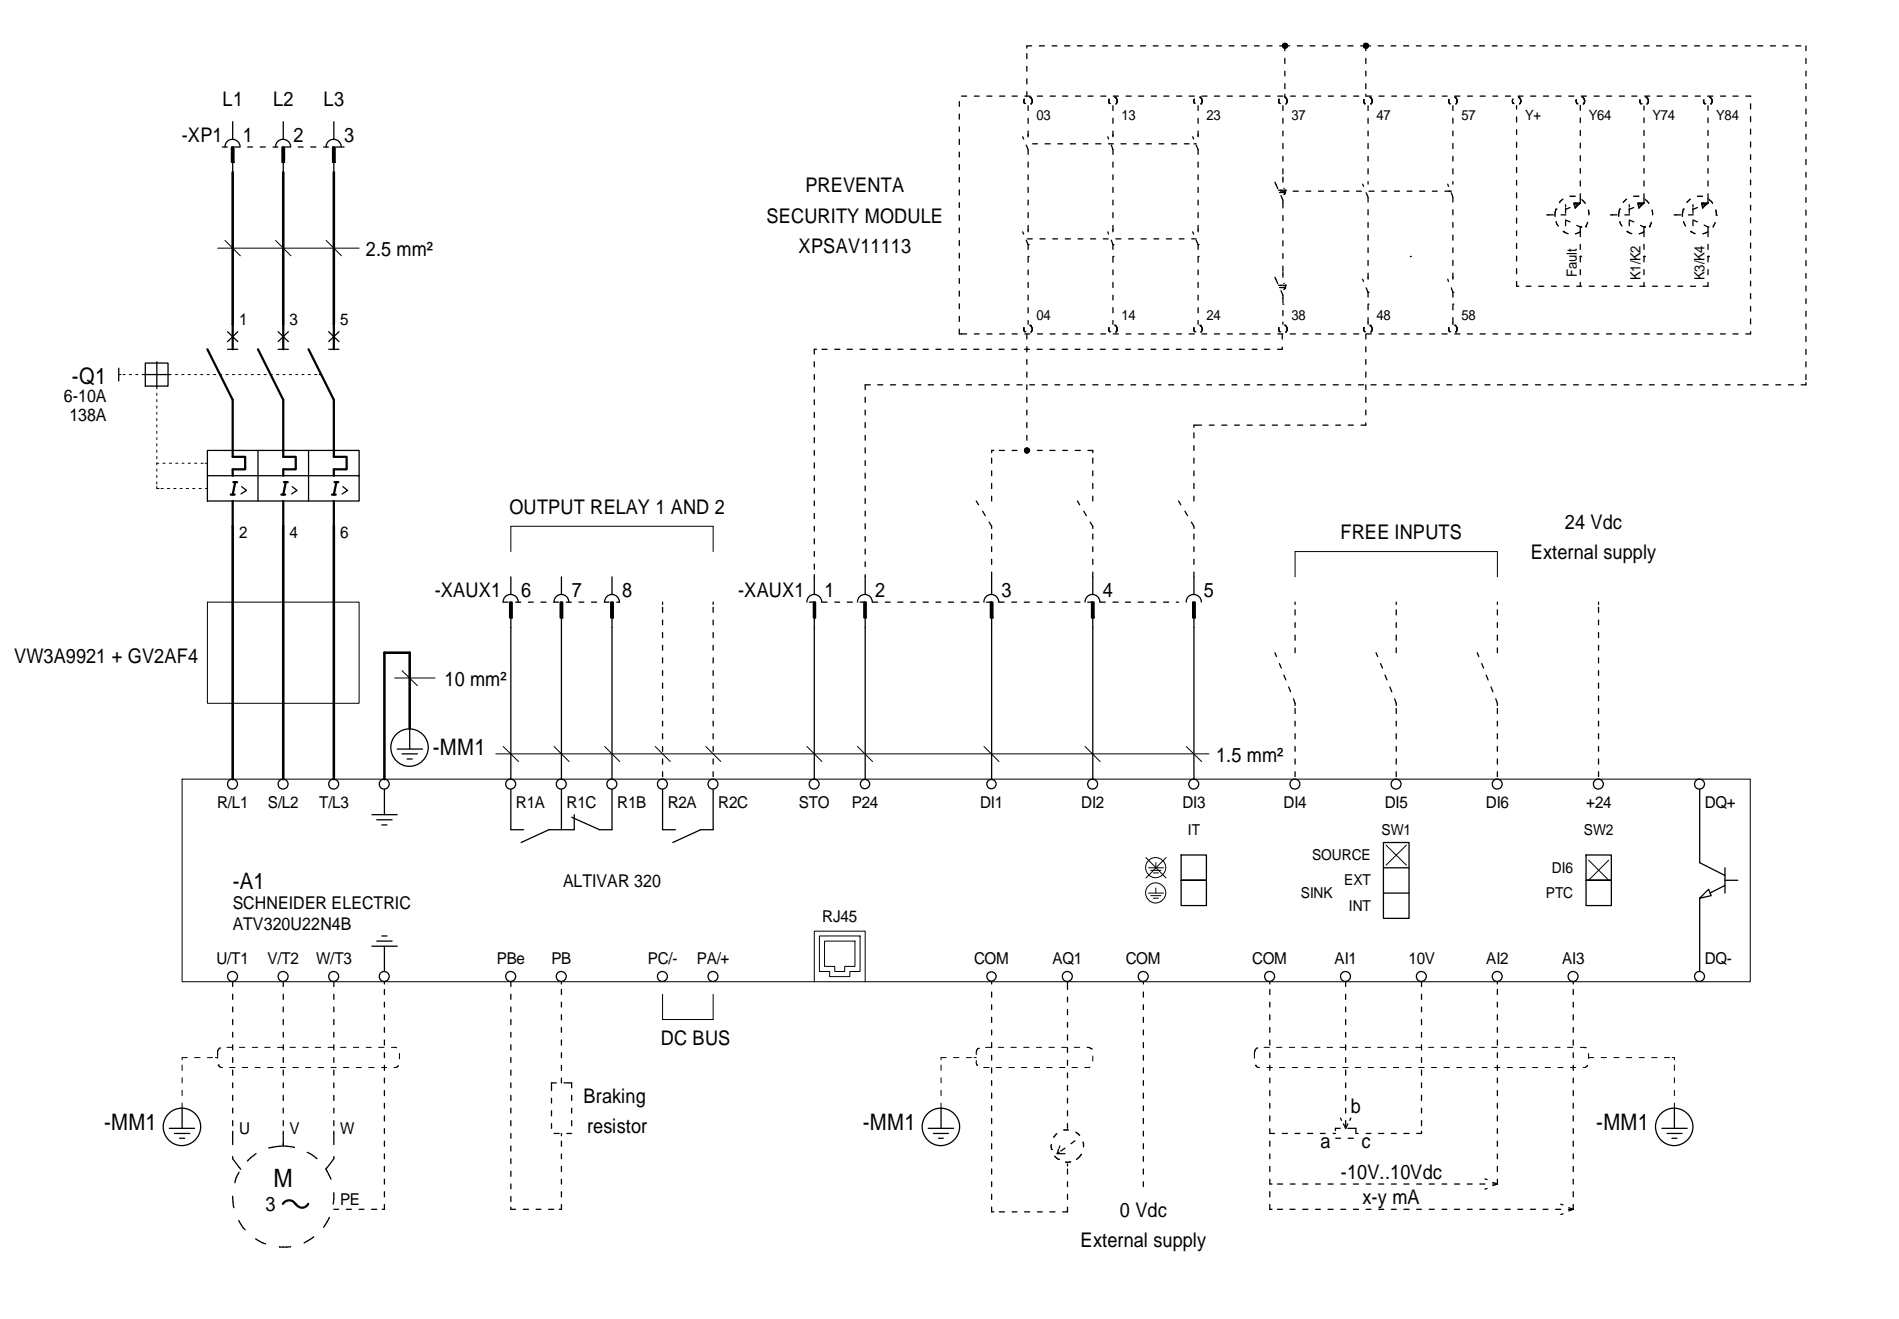 L1 L2 L3
-XP1 1 2 3
03 13 23 37 47 57 Y+ Y64 Y74 Y84
PREVENTA
SECURITY MODULE
XPSAV11113
2.5 mm²
Fault
K1/K2
K3/K4
04 14 24 38 48 58
1 3 5
-Q1
6-10A
138A
I> I> I>
2 4 6
OUTPUT RELAY 1 AND 2
FREE INPUTS
24 Vdc
External supply
-XAUX1 6 7 8
-XAUX1 1 2 3 4 5
VW3A9921 + GV2AF4
10 mm²
-MM1
1.5 mm²
R/L1 S/L2 T/L3 R1A R1C R1B R2A R2C STO P24 DI1 DI2 DI3 DI4 DI5 DI6 +24 DQ+
IT SW1 SW2
SOURCE
EXT
SINK
INT
DI6
PTC
-A1
SCHNEIDER ELECTRIC
ATV320U22N4B
ALTIVAR 320
RJ45
U/T1 V/T2 W/T3 PBe PB PC/- PA/+ COM AQ1 COM COM AI1 10V AI2 AI3 DQ-
DC BUS
Braking
resistor
-MM1
U V W
M
3
PE
-MM1
b
a c
-MM1
-10V..10Vdc
x-y mA
0 Vdc
External supply